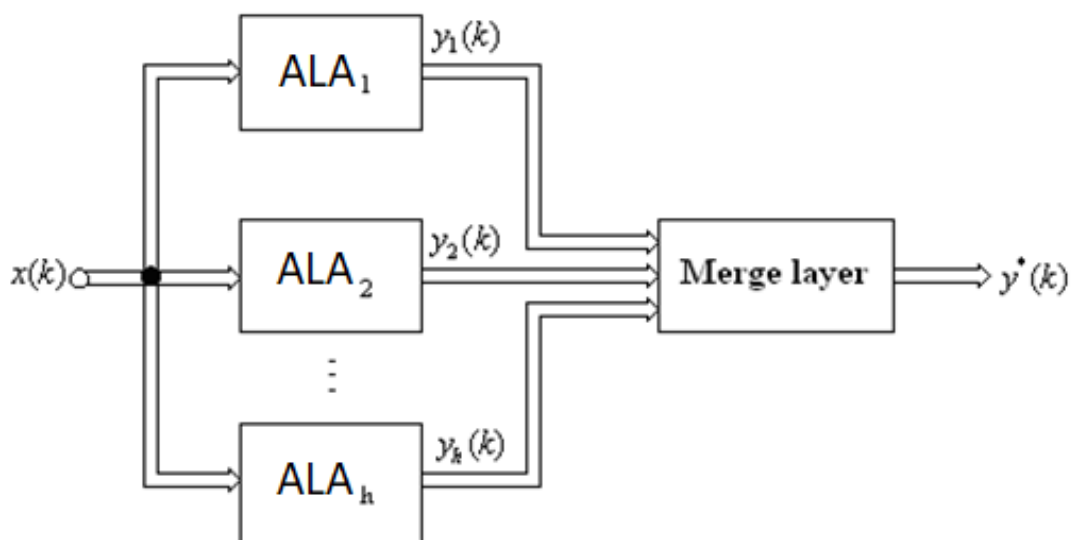 y₁(k)
ALA₁
y₂(k)
x(k)
ALA₂
Merge layer
y*(k)
⋮
yₕ(k)
ALAₕ